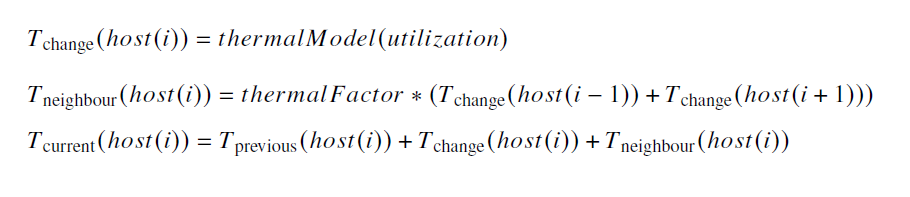 T_change(host(i)) = thermalModel(utilization)
T_neighbour(host(i)) = thermalFactor ∗ (T_change(host(i − 1)) + T_change(host(i + 1)))
T_current(host(i)) = T_previous(host(i)) + T_change(host(i)) + T_neighbour(host(i))